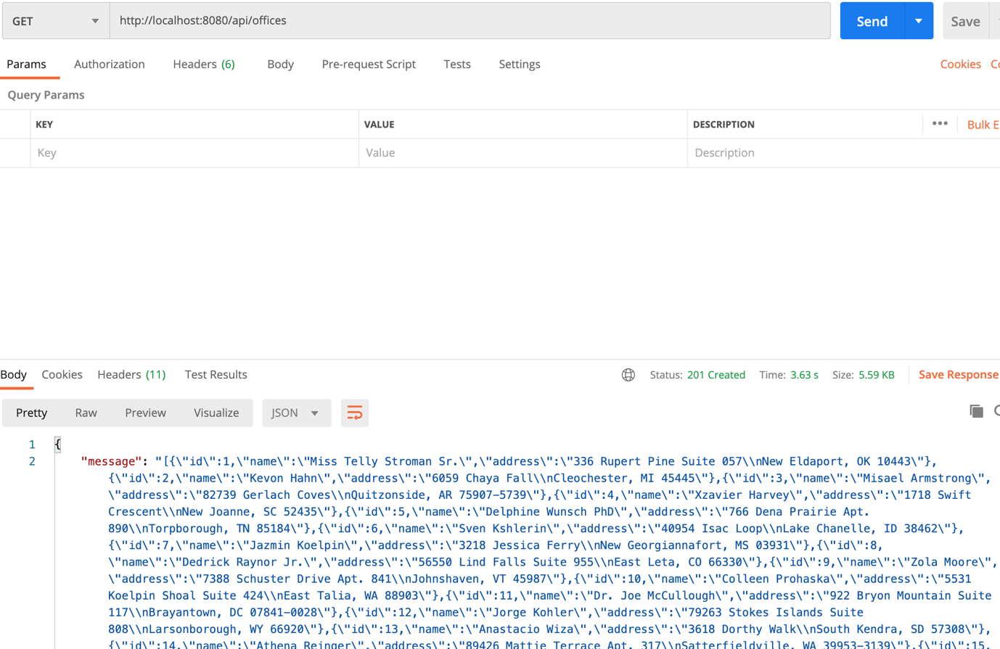 GET http://localhost:8080/api/offices Send Save
Params Authorization Headers (6) Body Pre-request Script Tests Settings Cookies
Query Params
KEY VALUE DESCRIPTION ••• Bulk E
Key Value Description
Body Cookies Headers (11) Test Results Status: 201 Created Time: 3.63 s Size: 5.59 KB Save Response
Pretty Raw Preview Visualize JSON
1 {
2 "message": "[{\"id\":1,\"name\":\"Miss Telly Stroman Sr.\",\"address\":\"336 Rupert Pine Suite 057\\nNew Eldaport, OK 10443\"},
{\"id\":2,\"name\":\"Kevon Hahn\",\"address\":\"6059 Chaya Fall\\nCleochester, MI 45445\"},{\"id\":3,\"name\":\"Misael Armstrong\",
\"address\":\"82739 Gerlach Coves\\nQuitzonside, AR 75907-5739\"},{\"id\":4,\"name\":\"Xzavier Harvey\",\"address\":\"1718 Swift
Crescent\\nNew Joanne, SC 52435\"},{\"id\":5,\"name\":\"Delphine Wunsch PhD\",\"address\":\"766 Dena Prairie Apt.
890\\nTorpborough, TN 85184\"},{\"id\":6,\"name\":\"Sven Kshlerin\",\"address\":\"40954 Isac Loop\\nLake Chanelle, ID 38462\"},
{\"id\":7,\"name\":\"Jazmin Koelpin\",\"address\":\"3218 Jessica Ferry\\nNew Georgiannafort, MS 03931\"},{\"id\":8,
\"name\":\"Dedrick Raynor Jr.\",\"address\":\"56550 Lind Falls Suite 955\\nEast Leta, CO 66330\"},{\"id\":9,\"name\":\"Zola Moore\",
\"address\":\"7388 Schuster Drive Apt. 841\\nJohnshaven, VT 45987\"},{\"id\":10,\"name\":\"Colleen Prohaska\",\"address\":\"5531
Koelpin Shoal Suite 424\\nEast Talia, WA 88903\"},{\"id\":11,\"name\":\"Dr. Joe McCullough\",\"address\":\"922 Bryon Mountain Suite
117\\nBrayantown, DC 07841-0028\"},{\"id\":12,\"name\":\"Jorge Kohler\",\"address\":\"79263 Stokes Islands Suite
808\\nLarsonborough, WY 66920\"},{\"id\":13,\"name\":\"Anastacio Wiza\",\"address\":\"3618 Dorthy Walk\\nSouth Kendra, SD 57308\"},
{\"id\":14,\"name\":\"Athena Reinger\",\"address\":\"89426 Mattie Terrace Apt. 317\\nSatterfieldville, WA 39953-3139\"},{\"id\":15,